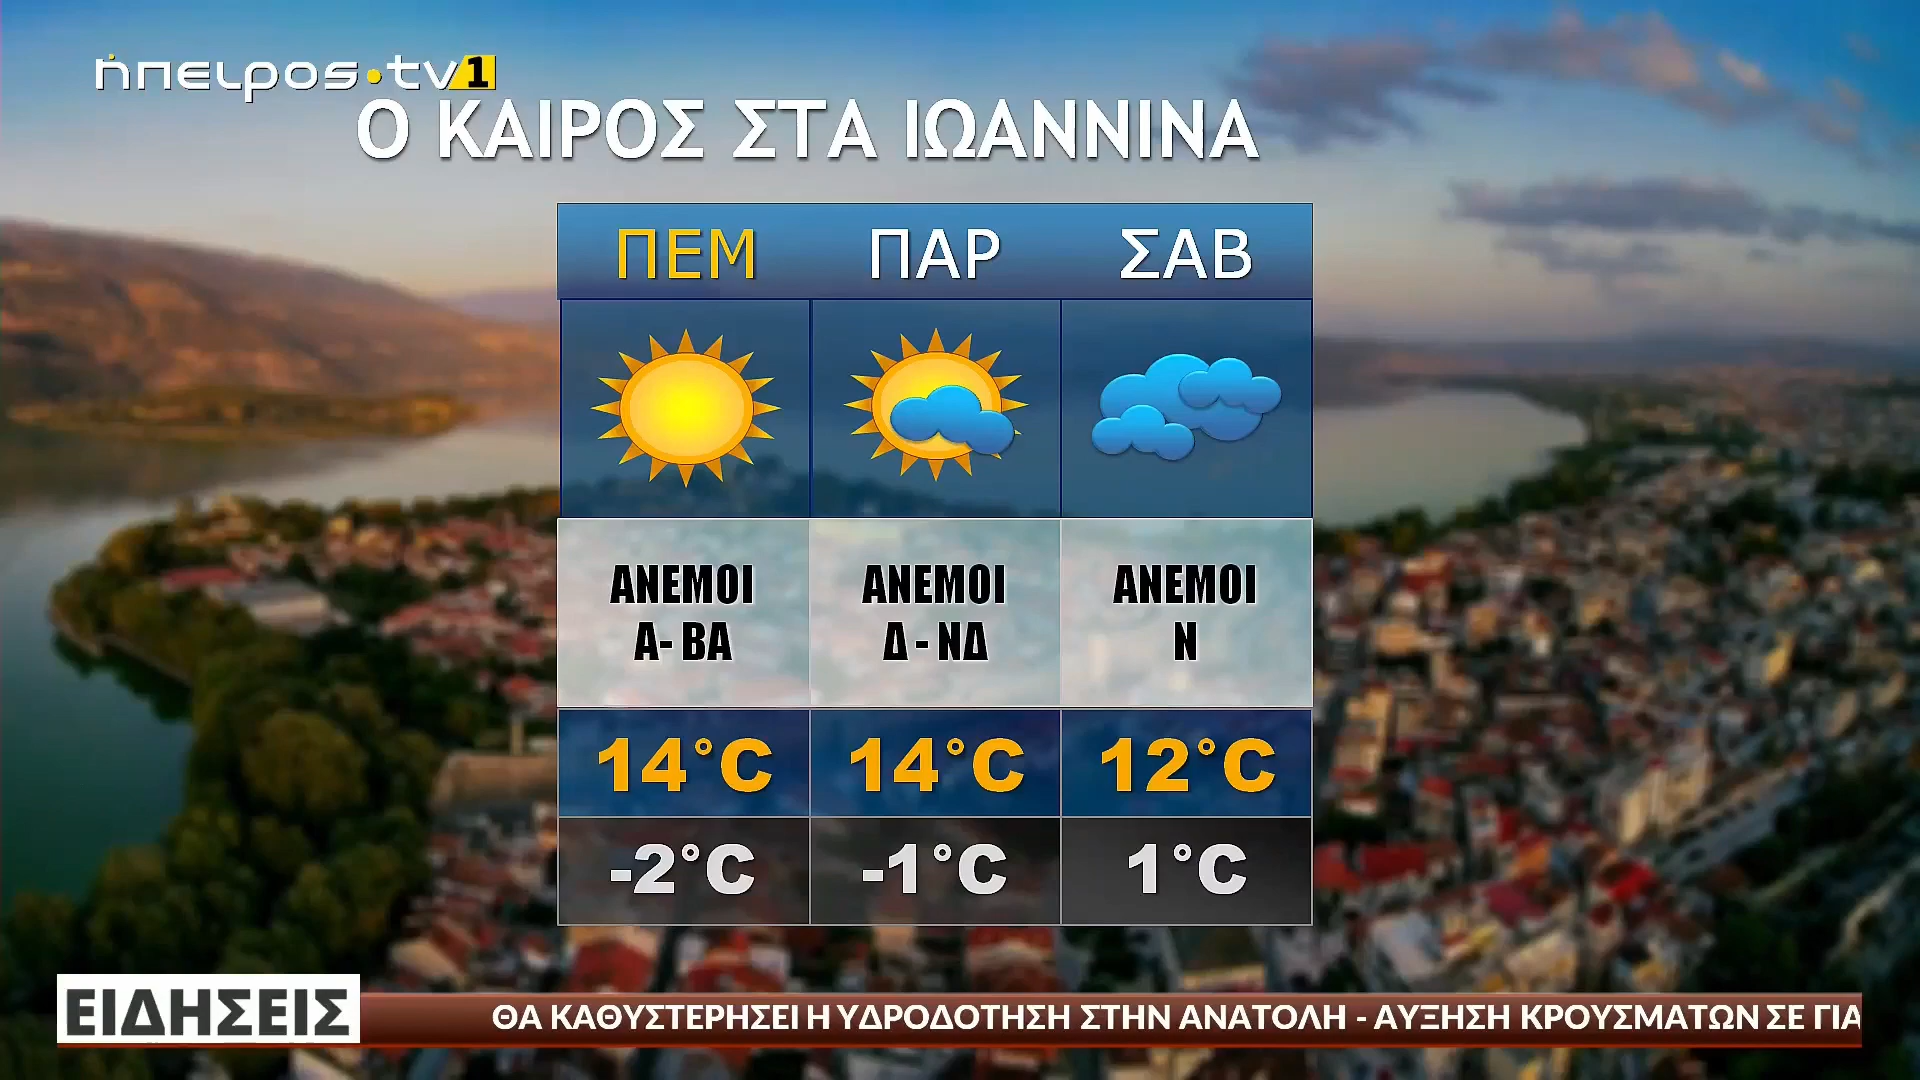 ήπειρος•tv1
Ο ΚΑΙΡΟΣ ΣΤΑ ΙΩΑΝΝΙΝΑ
ΠΕΜ ΠΑΡ ΣΑΒ
ΑΝΕΜΟΙ ΑΝΕΜΟΙ ΑΝΕΜΟΙ
Α- ΒΑ Δ - ΝΔ Ν
14°C 14°C 12°C
-2°C -1°C 1°C
ΕΙΔΗΣΕΙΣ
ΘΑ ΚΑΘΥΣΤΕΡΗΣΕΙ Η ΥΔΡΟΔΟΤΗΣΗ ΣΤΗΝ ΑΝΑΤΟΛΗ - ΑΥΞΗΣΗ ΚΡΟΥΣΜΑΤΩΝ ΣΕ ΓΙΑ